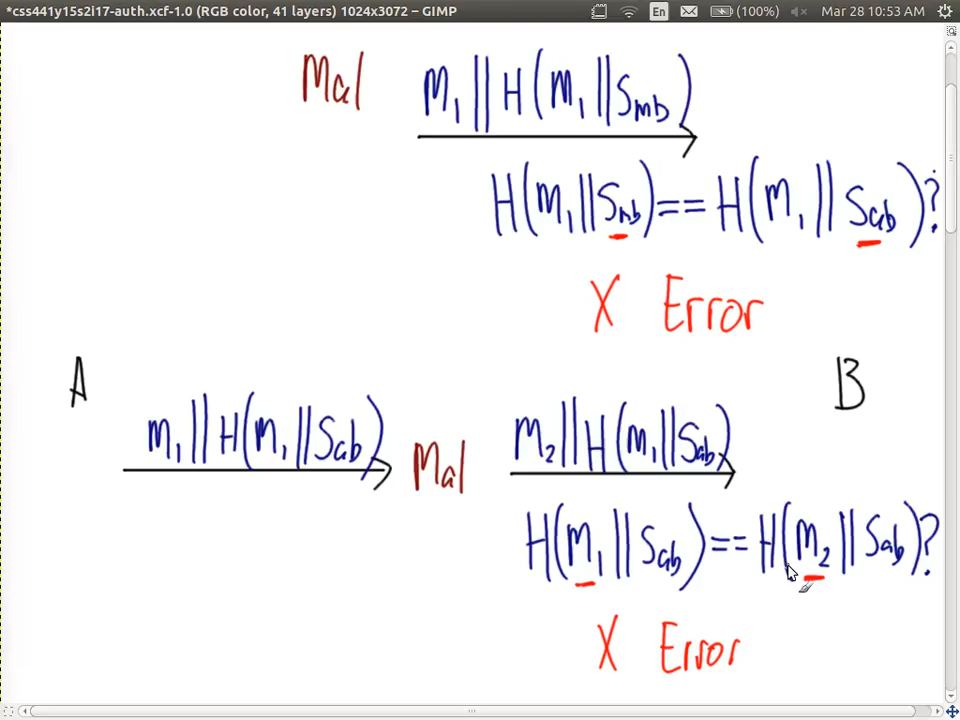 *css441y15s2i17-auth.xcf-1.0 (RGB color, 41 layers) 1024x3072 – GIMP En (100%) Mar 28 10:53 AM
Mal M₁||H(M₁||Smb)
H(M₁||Smb)==H(M₁||Sab)?
X Error
A B
M₁||H(M₁||Sab) Mal M₂||H(M₁||Sab)
H(M₁||Sab)==H(M₂||Sab)?
X Error